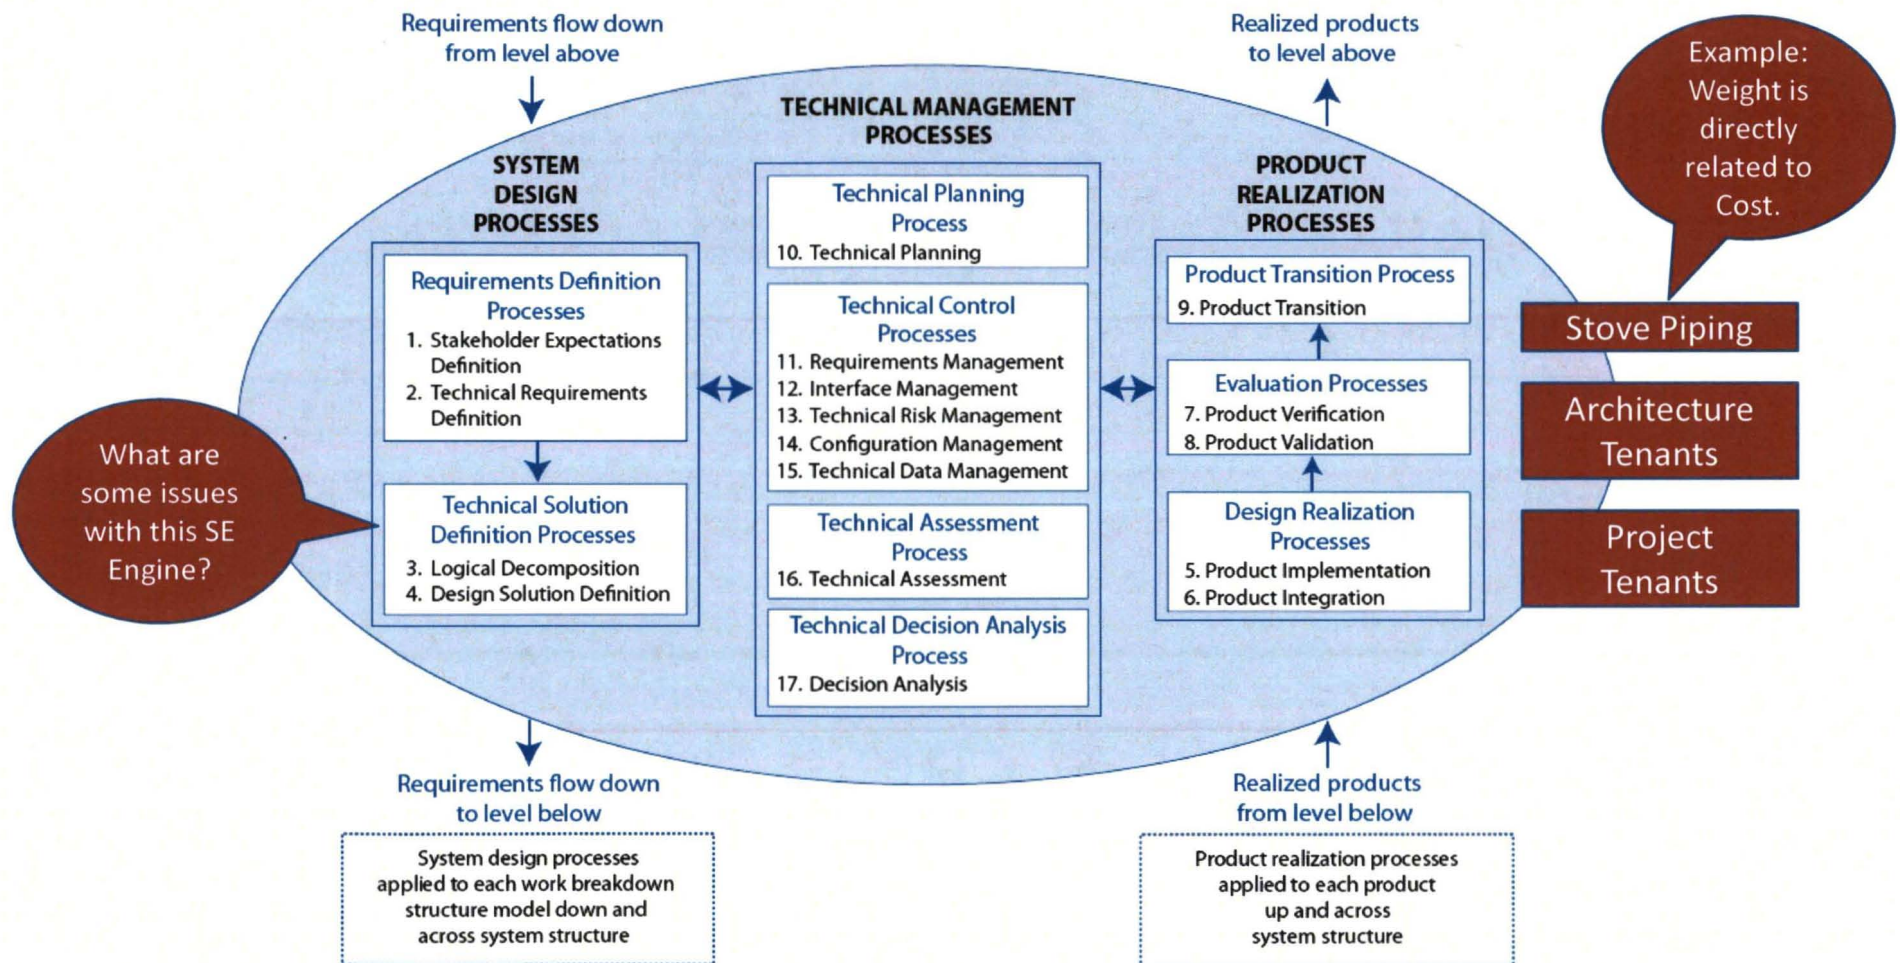 Requirements flow down
from level above
Realized products
to level above
Example:
Weight is
directly
related to
Cost.
TECHNICAL MANAGEMENT
PROCESSES
SYSTEM
DESIGN
PROCESSES
PRODUCT
REALIZATION
PROCESSES
Requirements Definition
Processes
1. Stakeholder Expectations
Definition
2. Technical Requirements
Definition
Technical Solution
Definition Processes
3. Logical Decomposition
4. Design Solution Definition
Technical Planning
Process
10. Technical Planning
Technical Control
Processes
11. Requirements Management
12. Interface Management
13. Technical Risk Management
14. Configuration Management
15. Technical Data Management
Technical Assessment
Process
16. Technical Assessment
Technical Decision Analysis
Process
17. Decision Analysis
Product Transition Process
9. Product Transition
Evaluation Processes
7. Product Verification
8. Product Validation
Design Realization
Processes
5. Product Implementation
6. Product Integration
Stove Piping
Architecture
Tenants
Project
Tenants
What are
some issues
with this SE
Engine?
Requirements flow down
to level below
Realized products
from level below
System design processes
applied to each work breakdown
structure model down and
across system structure
Product realization processes
applied to each product
up and across
system structure